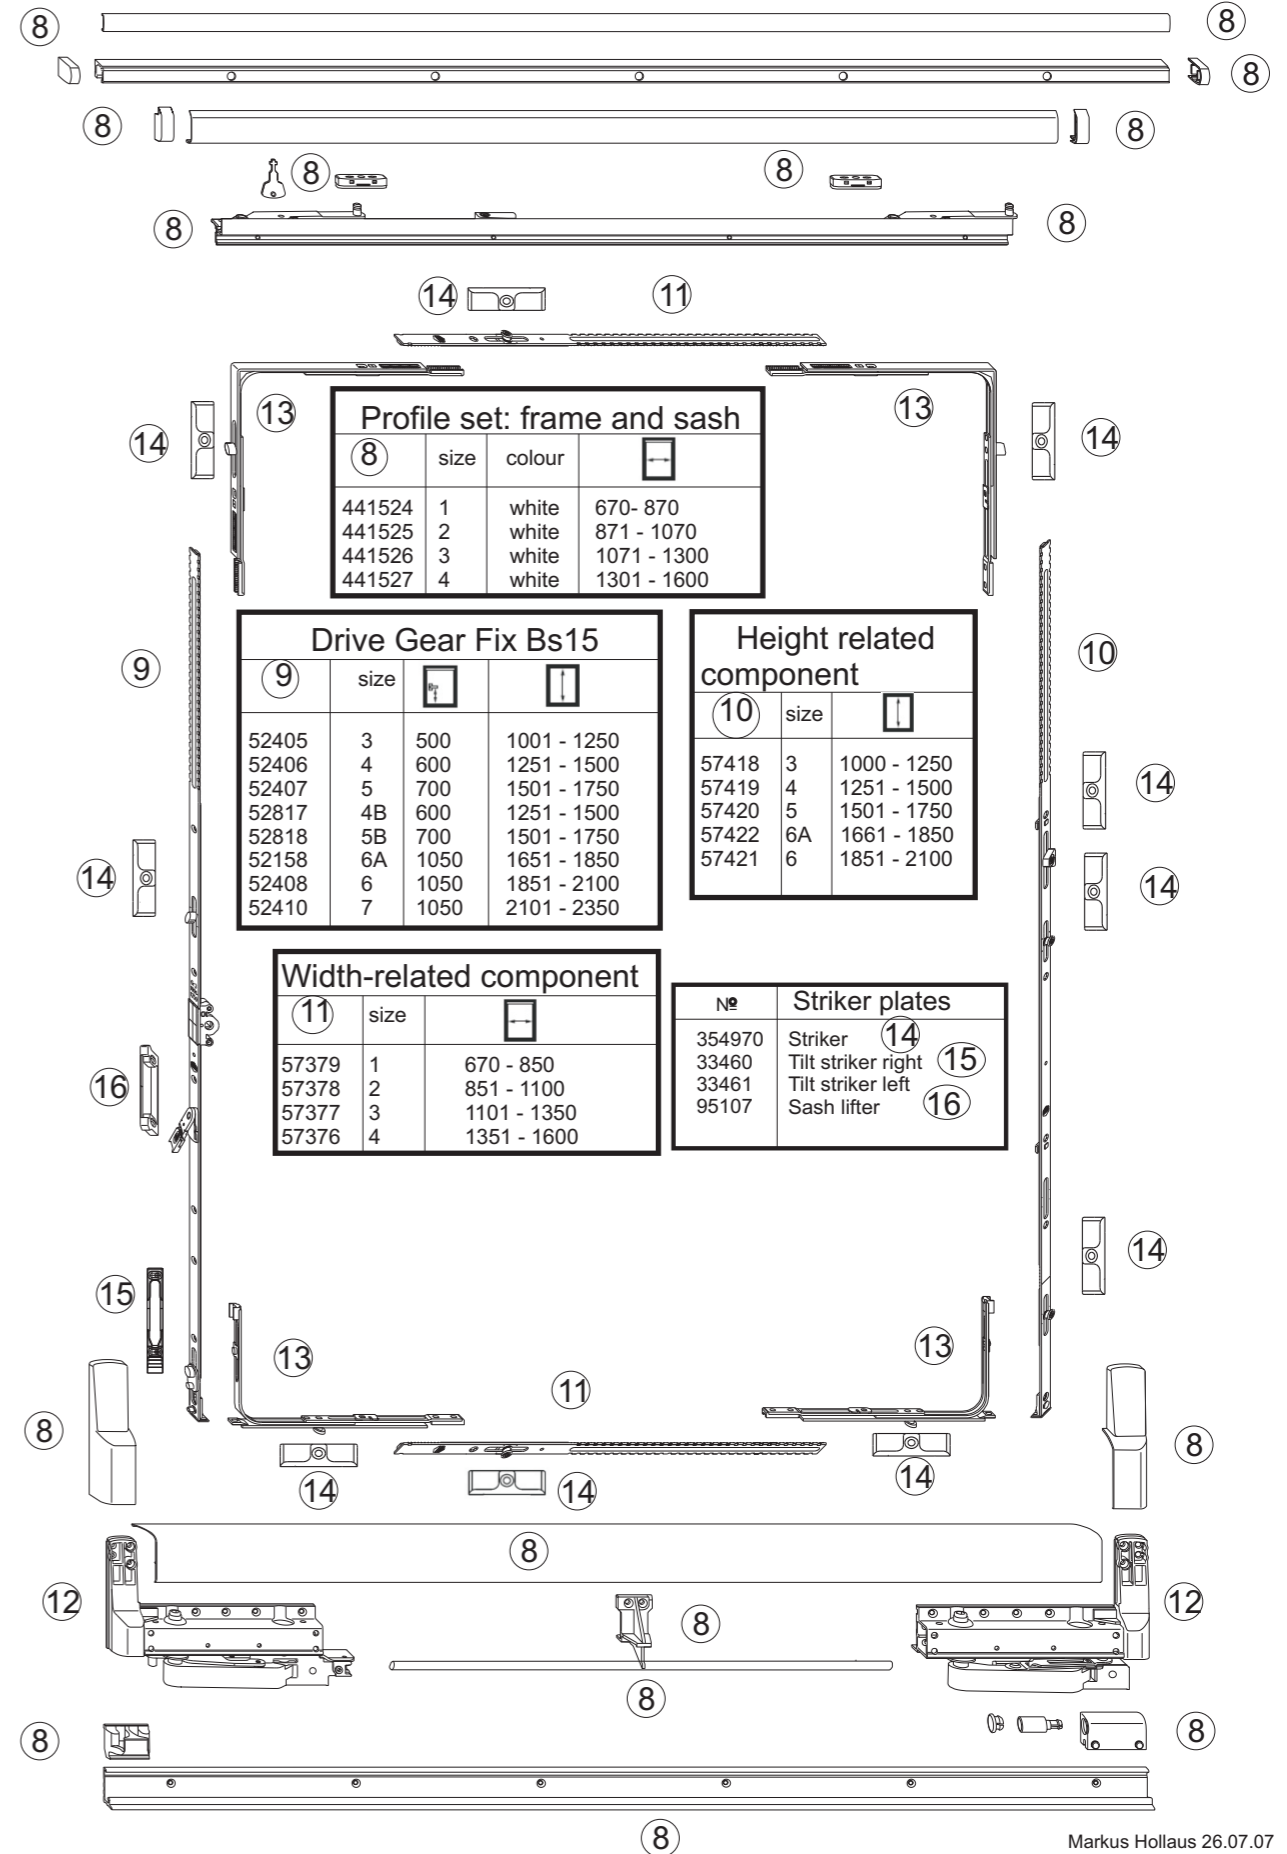 8 8
8
8 8
8 8
8 8
14 11
13 13
14 14
Profile set: frame and sash
8 size colour
441524 1 white 670- 870
441525 2 white 871 - 1070
441526 3 white 1071 - 1300
441527 4 white 1301 - 1600
9 10
Drive Gear Fix Bs15
9 size
52405 3 500 1001 - 1250
52406 4 600 1251 - 1500
52407 5 700 1501 - 1750
52817 4B 600 1251 - 1500
52818 5B 700 1501 - 1750
52158 6A 1050 1651 - 1850
52408 6 1050 1851 - 2100
52410 7 1050 2101 - 2350
Height related
component
10 size
57418 3 1000 - 1250
57419 4 1251 - 1500
57420 5 1501 - 1750
57422 6A 1661 - 1850
57421 6 1851 - 2100
14
14 14
Width-related component
11 size
57379 1 670 - 850
57378 2 851 - 1100
57377 3 1101 - 1350
57376 4 1351 - 1600
Nº Striker plates
354970 Striker 14
33460 Tilt striker right 15
33461 Tilt striker left
95107 Sash lifter 16
16
14
15
13 13
11
8 8
14 14 14
8
12 12
8
8
8 8
8
Markus Hollaus 26.07.07